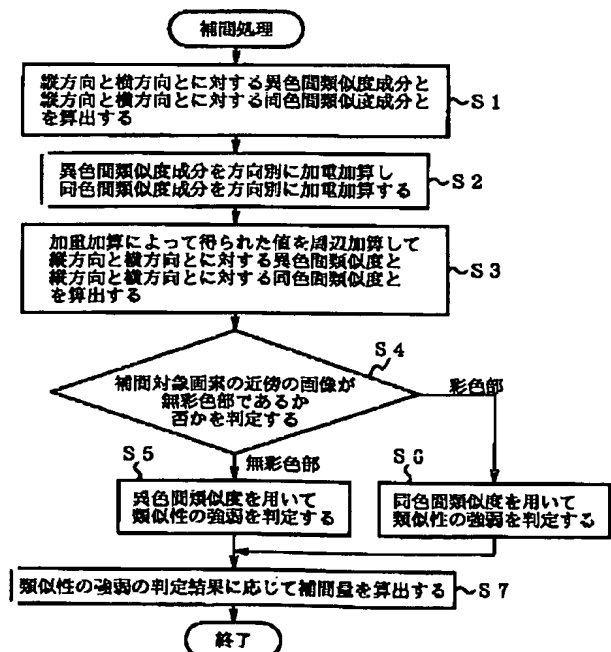 補間処理
縦方向と横方向とに対する異色間類似度成分と
縦方向と横方向とに対する同色間類似度成分と
を算出する
S1
異色間類似度成分を方向別に加重加算し
同色間類似度成分を方向別に加重加算する
S2
加重加算によって得られた値を周辺加算して
縦方向と横方向とに対する異色間類似度と
縦方向と横方向とに対する同色間類似度と
を算出する
S3
S4
補間対象画素の近傍の画像が
無彩色部であるか
否かを判定する
彩色部
無彩色部
S5
異色間類似度を用いて
類似性の強弱を判定する
S6
同色間類似度を用いて
類似性の強弱を判定する
類似性の強弱の判定結果に応じて補間量を算出する
S7
終了